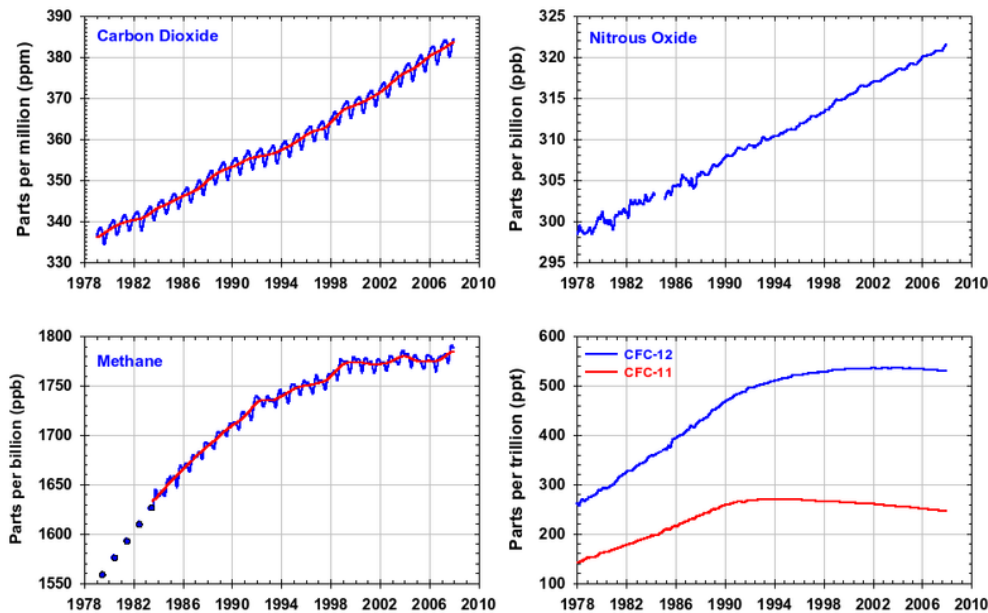 Carbon Dioxide
Parts per million (ppm)
390
380
370
360
350
340
330
1978 1982 1986 1990 1994 1998 2002 2006 2010
Nitrous Oxide
Parts per billion (ppb)
325
320
315
310
305
300
295
1978 1982 1986 1990 1994 1998 2002 2006 2010
Methane
Parts per billion (ppb)
1800
1750
1700
1650
1600
1550
1978 1982 1986 1990 1994 1998 2002 2006 2010
CFC-12
CFC-11
Parts per trillion (ppt)
600
500
400
300
200
100
1978 1982 1986 1990 1994 1998 2002 2006 2010